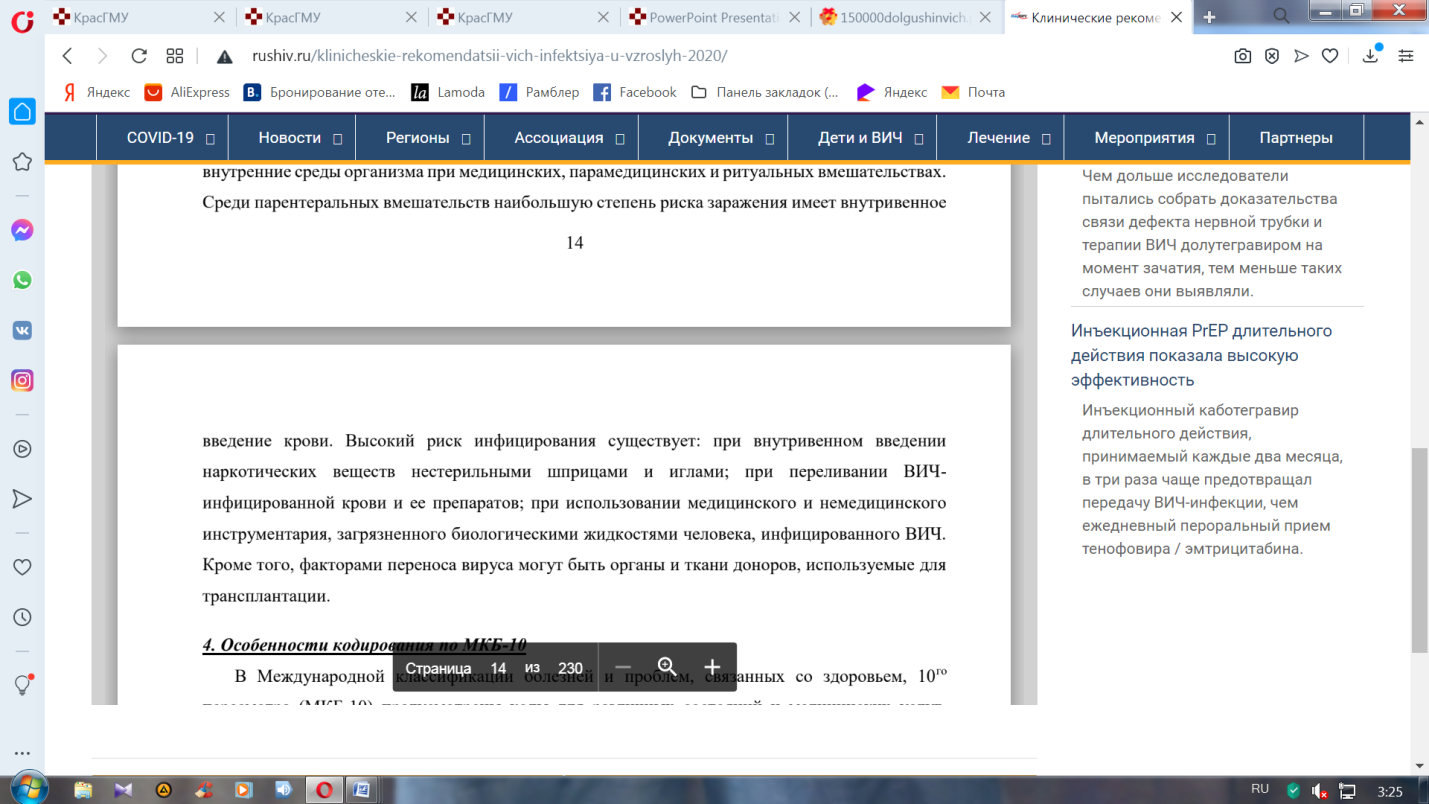 КрасГМУ
КрасГМУ
КрасГМУ
PowerPoint Presentati
150000dolgushinvich.
Клинические рекоме
rushiv.ru/klinicheskie-rekomendatsii-vich-infektsiya-u-vzroslyh-2020/
Яндекс
AliExpress
Бронирование оте...
Lamoda
Рамблер
Facebook
Панель закладок (...
Яндекс
Почта
COVID-19
Новости
Регионы
Ассоциация
Документы
Дети и ВИЧ
Лечение
Мероприятия
Партнеры
внутренние среды организма при медицинских, парамедицинских и ритуальных вмешательствах.
Среди парентеральных вмешательств наибольшую степень риска заражения имеет внутривенное
14
введение крови. Высокий риск инфицирования существует: при внутривенном введении
наркотических веществ нестерильными шприцами и иглами; при переливании ВИЧ-
инфицированной крови и ее препаратов; при использовании медицинского и немедицинского
инструментария, загрязненного биологическими жидкостями человека, инфицированного ВИЧ.
Кроме того, факторами переноса вируса могут быть органы и ткани доноров, используемые для
трансплантации.
4. Особенности кодирования по МКБ-10
Страница 14 из 230
В Международной классификации болезней и проблем, связанных со здоровьем, 10го
Чем дольше исследователи
пытались собрать доказательства
связи дефекта нервной трубки и
терапии ВИЧ долутегравиром на
момент зачатия, тем меньше таких
случаев они выявляли.
Инъекционная PrEP длительного
действия показала высокую
эффективность
Инъекционный каботегравир
длительного действия,
принимаемый каждые два месяца,
в три раза чаще предотвращал
передачу ВИЧ-инфекции, чем
ежедневный пероральный прием
тенофовира / эмтрицитабина.
RU
3:25